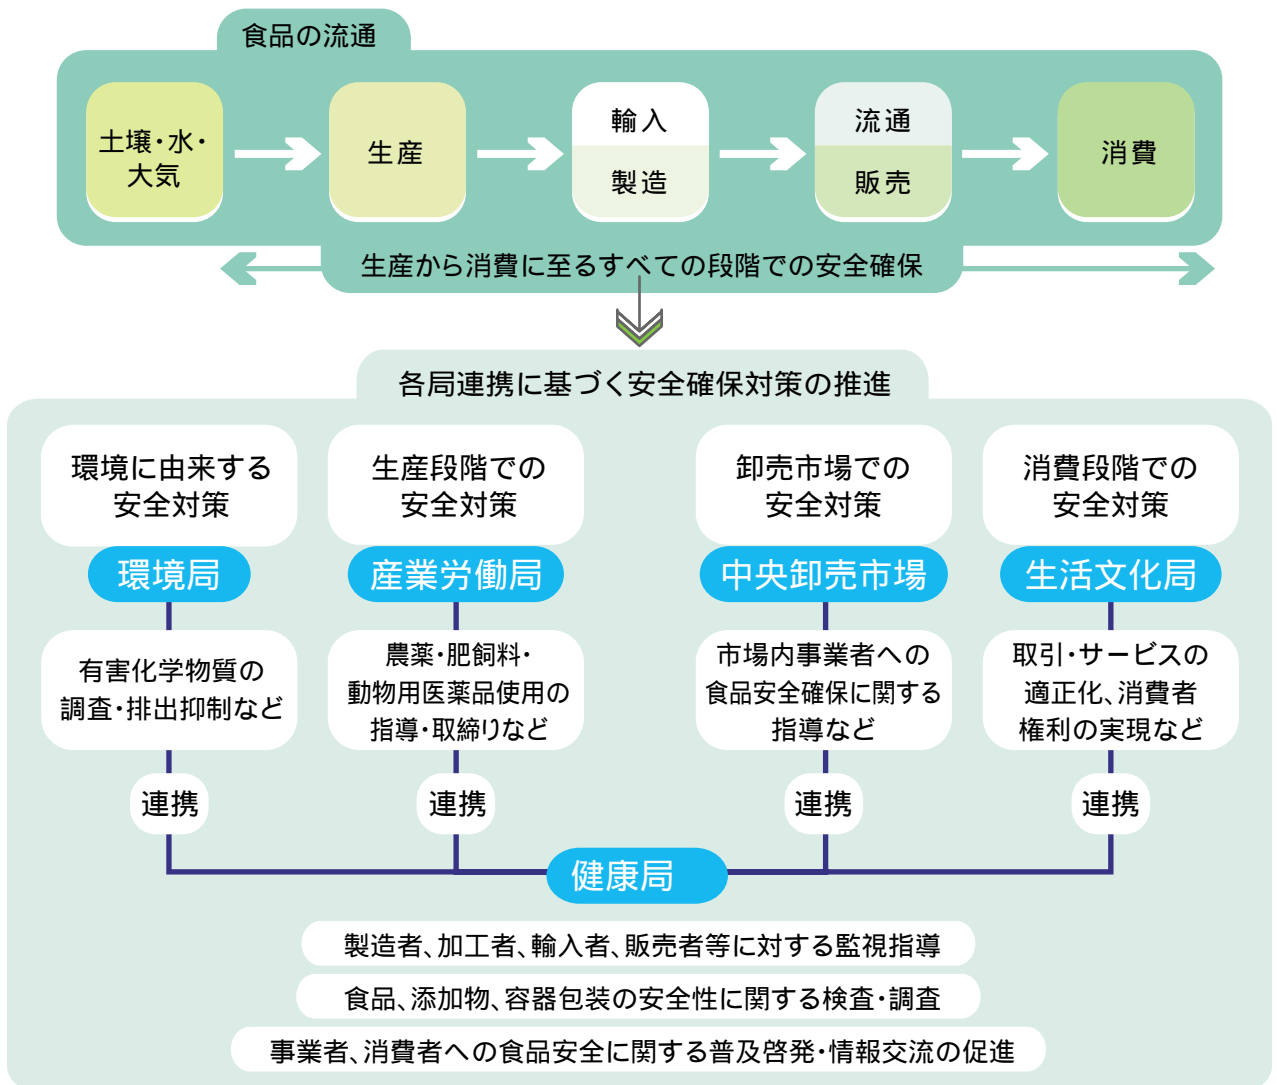 食品の流通
土壌・水・
大気
生産
輸入
製造
流通
販売
消費
生産から消費に至るすべての段階での安全確保
各局連携に基づく安全確保対策の推進
環境に由来する
安全対策
環境局
有害化学物質の
調査・排出抑制など
連携
生産段階での
安全対策
産業労働局
農薬・肥飼料・
動物用医薬品使用の
指導・取締りなど
連携
卸売市場での
安全対策
中央卸売市場
市場内事業者への
食品安全確保に関する
指導など
連携
消費段階での
安全対策
生活文化局
取引・サービスの
適正化、消費者
権利の実現など
連携
健康局
製造者、加工者、輸入者、販売者等に対する監視指導
食品、添加物、容器包装の安全性に関する検査・調査
事業者、消費者への食品安全に関する普及啓発・情報交流の促進